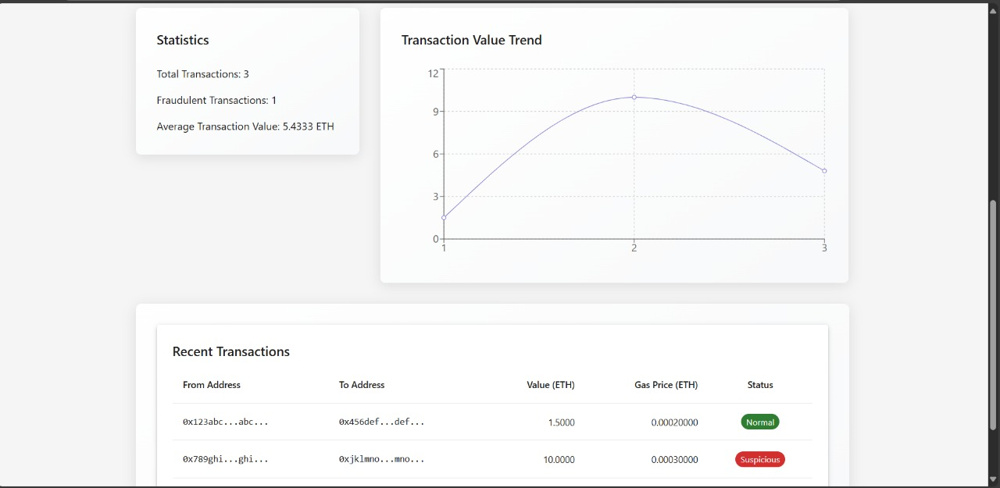 Statistics
Total Transactions: 3
Fraudulent Transactions: 1
Average Transaction Value: 5.4333 ETH
Transaction Value Trend
12
9
6
3
0
1 2 3
Recent Transactions
From Address To Address Value (ETH) Gas Price (ETH) Status
0x123abc...abc... 0x456def...def... 1.5000 0.00020000 Normal
0x789ghi...ghi... 0xjklmno...mno... 10.0000 0.00030000 Suspicious